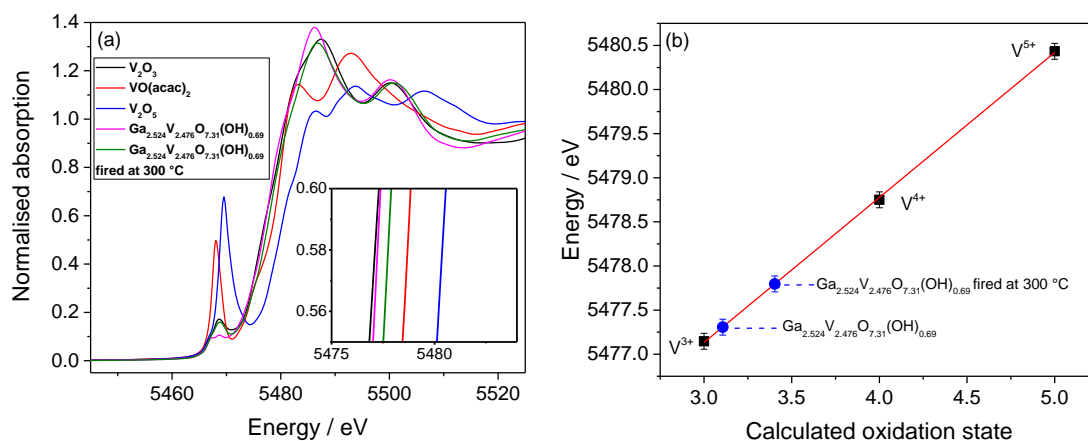 (a)
1.4
1.2
1.0
0.8
0.6
0.4
0.2
0.0
Normalised absorption
V₂O₃
VO(acac)₂
V₂O₅
Ga₂.₅₂₄V₂.₄₇₆O₇.₃₁(OH)₀.₆₉
Ga₂.₅₂₄V₂.₄₇₆O₇.₃₁(OH)₀.₆₉
fired at 300 °C
0.60
0.58
0.56
5475 5480
5460 5480 5500 5520
Energy / eV
(b)
5480.5
5480.0
5479.5
5479.0
5478.5
5478.0
5477.5
5477.0
Energy / eV
V⁵⁺
V⁴⁺
Ga₂.₅₂₄V₂.₄₇₆O₇.₃₁(OH)₀.₆₉ fired at 300 °C
Ga₂.₅₂₄V₂.₄₇₆O₇.₃₁(OH)₀.₆₉
V³⁺
3.0 3.5 4.0 4.5 5.0
Calculated oxidation state